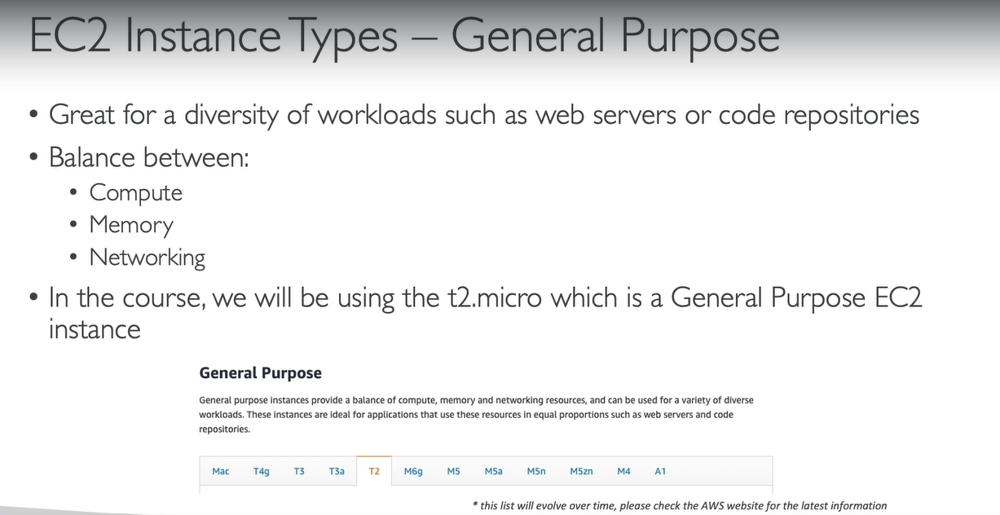 EC2 Instance Types – General Purpose
• Great for a diversity of workloads such as web servers or code repositories
• Balance between:
• Compute
• Memory
• Networking
• In the course, we will be using the t2.micro which is a General Purpose EC2
instance
General Purpose
General purpose instances provide a balance of compute, memory and networking resources, and can be used for a variety of diverse
workloads. These instances are ideal for applications that use these resources in equal proportions such as web servers and code
repositories.
Mac T4g T3 T3a T2 M6g M5 M5a M5n M5zn M4 A1
* this list will evolve over time, please check the AWS website for the latest information